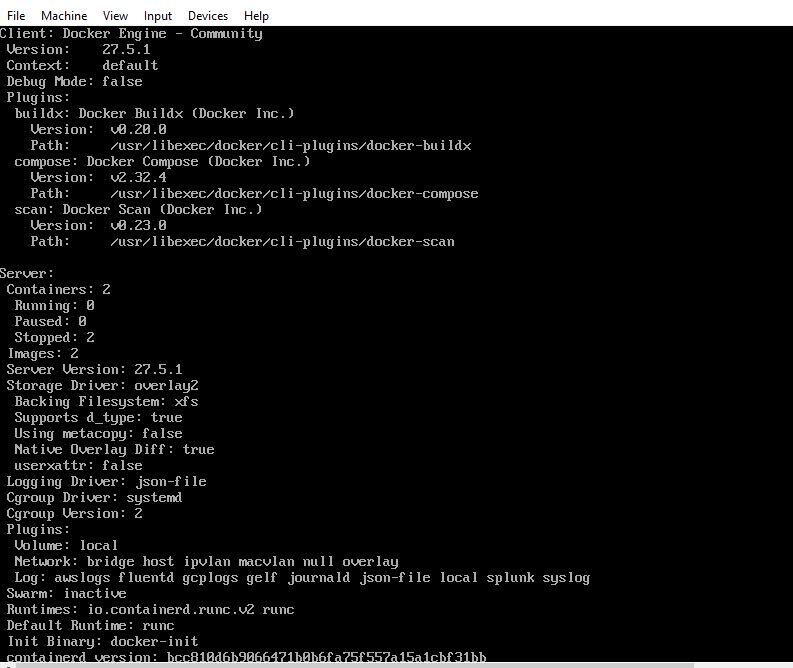 File Machine View Input Devices Help
Client: Docker Engine - Community
Version: 27.5.1
Context: default
Debug Mode: false
Plugins:
buildx: Docker Buildx (Docker Inc.)
Version: v0.20.0
Path: /usr/libexec/docker/cli-plugins/docker-buildx
compose: Docker Compose (Docker Inc.)
Version: v2.32.4
Path: /usr/libexec/docker/cli-plugins/docker-compose
scan: Docker Scan (Docker Inc.)
Version: v0.23.0
Path: /usr/libexec/docker/cli-plugins/docker-scan
Server:
Containers: 2
Running: 0
Paused: 0
Stopped: 2
Images: 2
Server Version: 27.5.1
Storage Driver: overlay2
Backing Filesystem: xfs
Supports d_type: true
Using metacopy: false
Native Overlay Diff: true
userxattr: false
Logging Driver: json-file
Cgroup Driver: systemd
Cgroup Version: 2
Plugins:
Volume: local
Network: bridge host ipvlan macvlan null overlay
Log: awslogs fluentd gcplogs gelf journald json-file local splunk syslog
Swarm: inactive
Runtimes: io.containerd.runc.v2 runc
Default Runtime: runc
Init Binary: docker-init
containerd version: bcc810d6b9066471b0b6fa75f557a15a1cbf31bb